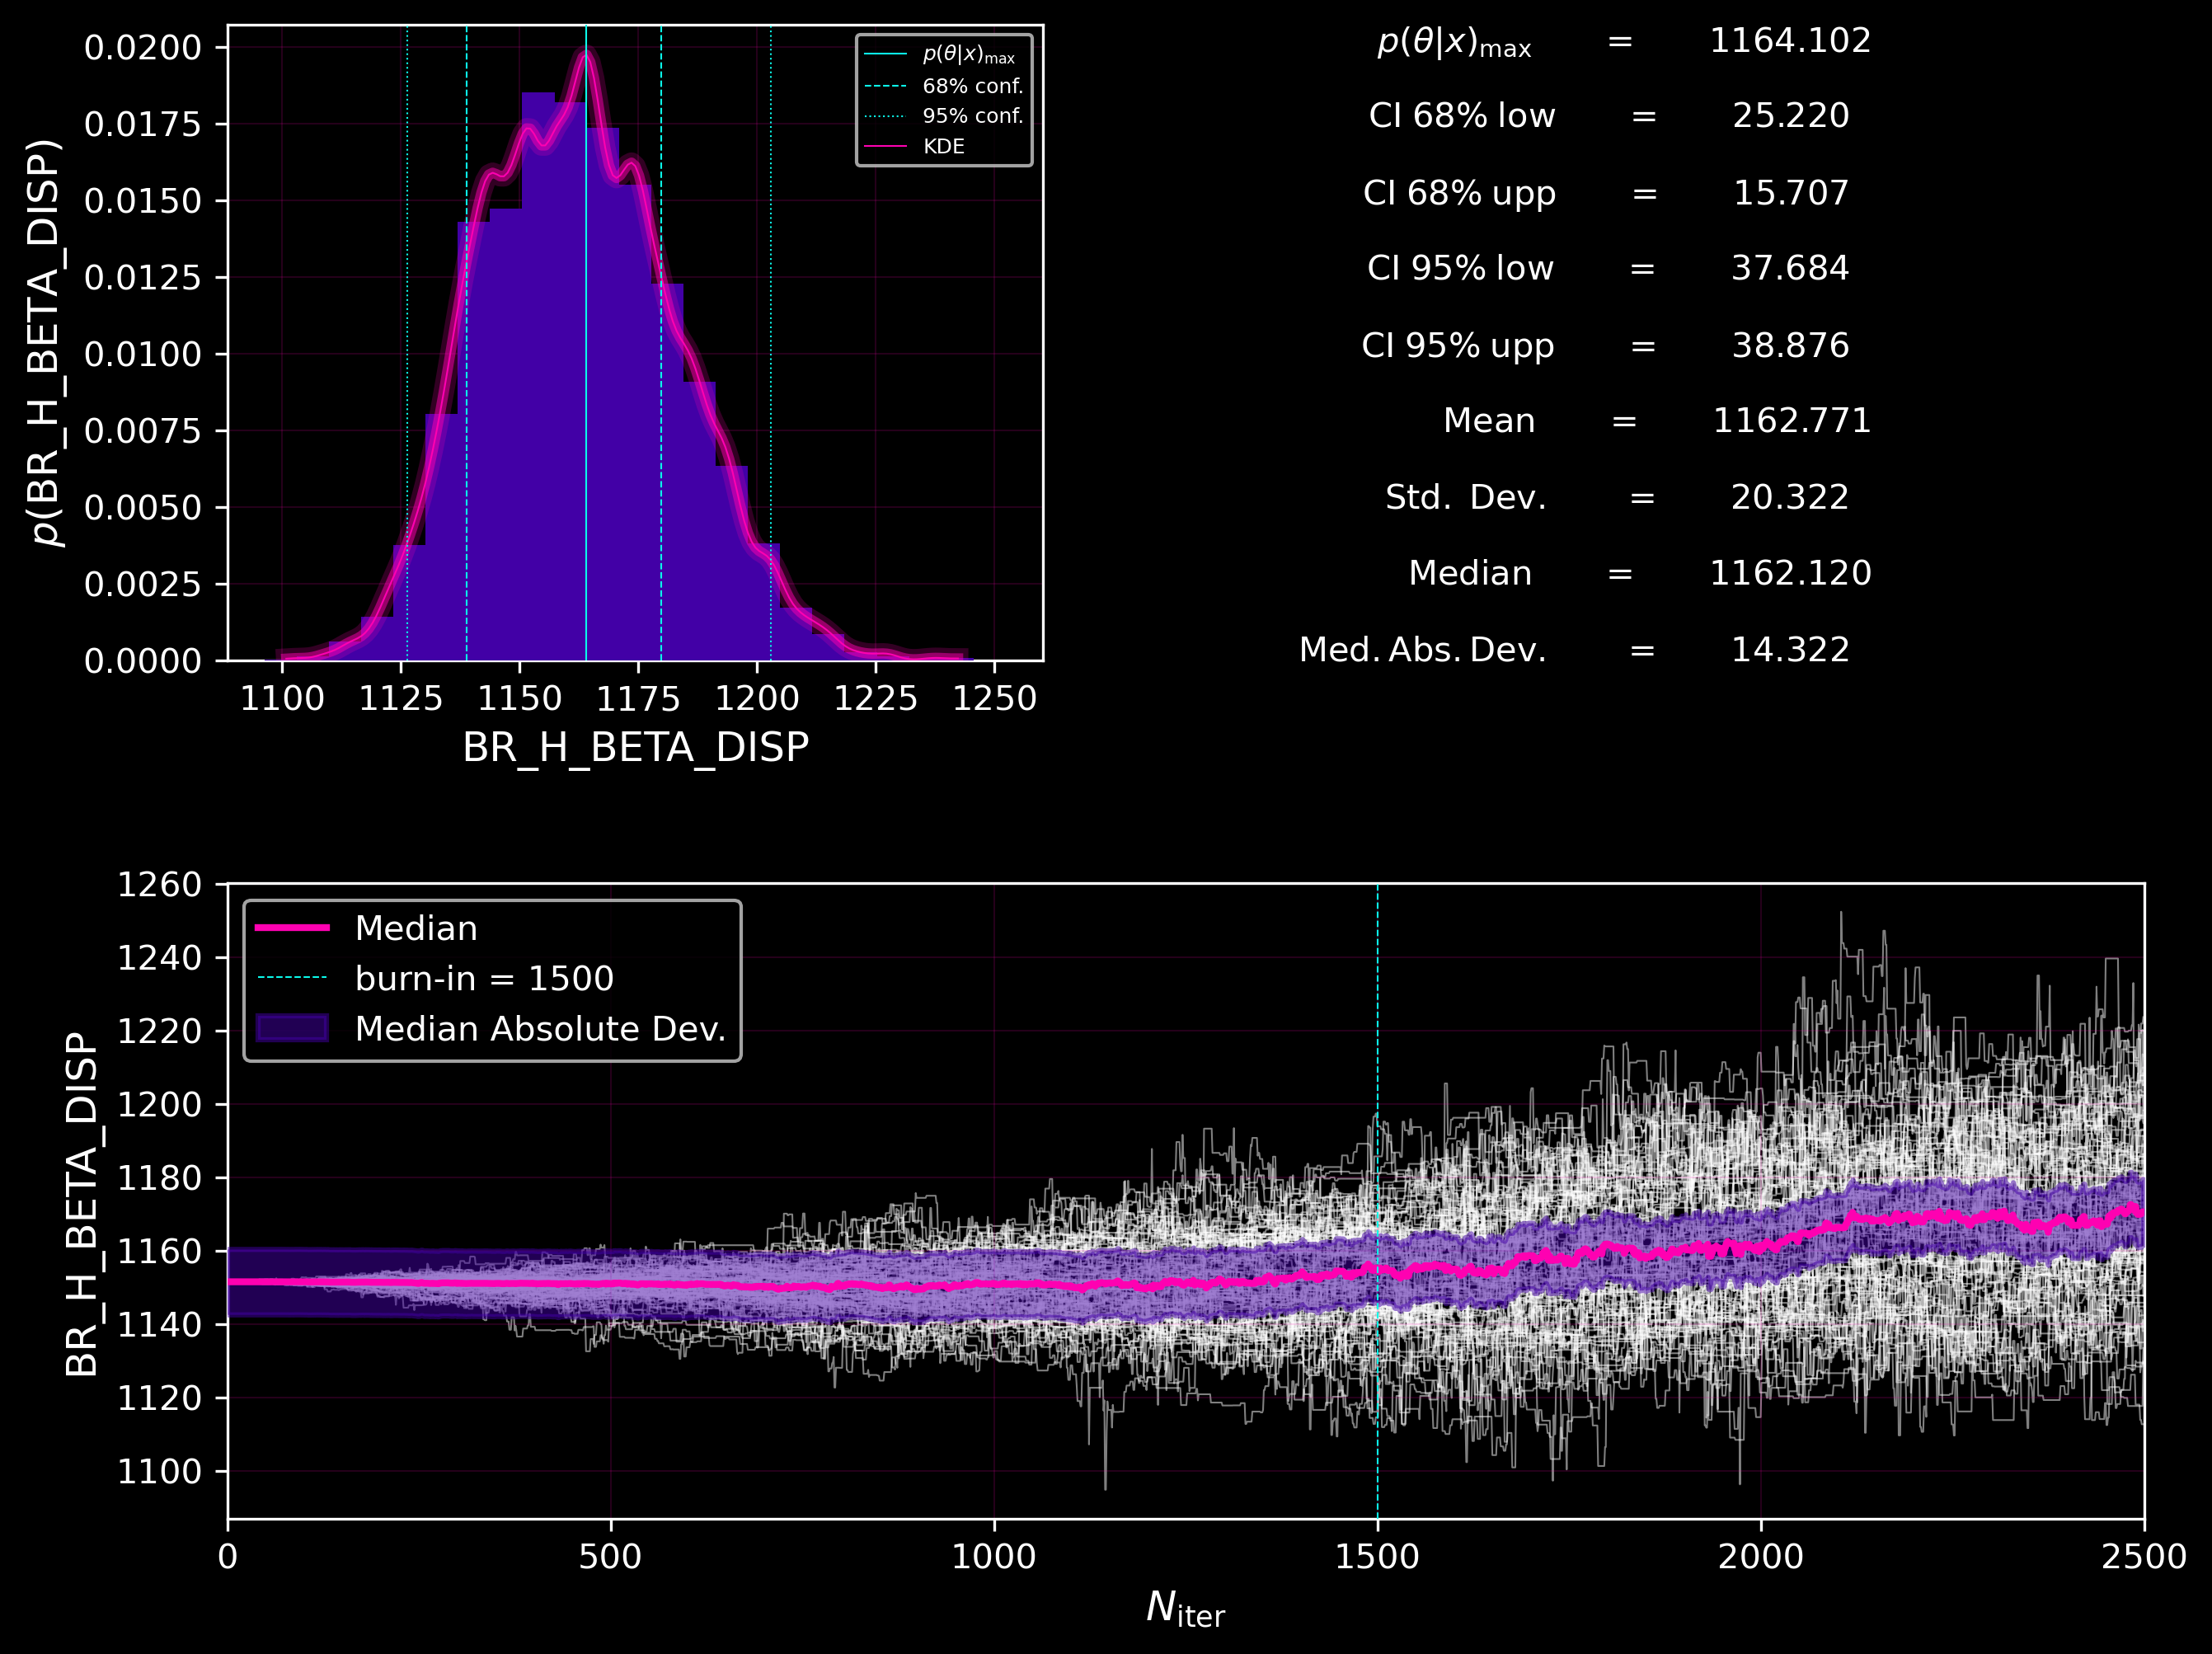 0.0200
0.0175
0.0150
0.0125
0.0100
0.0075
0.0050
0.0025
0.0000
p(BR_H_BETA_DISP)
1100 1125 1150 1175 1200 1225 1250
BR_H_BETA_DISP
p(θ|x)max
68% conf.
95% conf.
KDE
p(θ|x)max = 1164.102
CI 68% low = 25.220
CI 68% upp = 15.707
CI 95% low = 37.684
CI 95% upp = 38.876
Mean = 1162.771
Std. Dev. = 20.322
Median = 1162.120
Med. Abs. Dev. = 14.322
1260
1240
1220
1200
1180
1160
1140
1120
1100
BR_H_BETA_DISP
Median
burn-in = 1500
Median Absolute Dev.
0 500 1000 1500 2000 2500
Niter